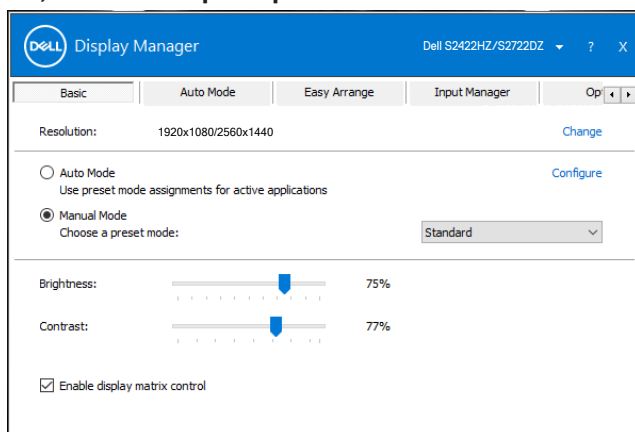 DELL Display Manager Dell S2422HZ/S2722DZ ? X
Basic Auto Mode Easy Arrange Input Manager Op
Resolution: 1920x1080/2560x1440 Change
Auto Mode Configure
Use preset mode assignments for active applications
Manual Mode
Choose a preset mode: Standard
Brightness: 75%
Contrast: 77%
Enable display matrix control